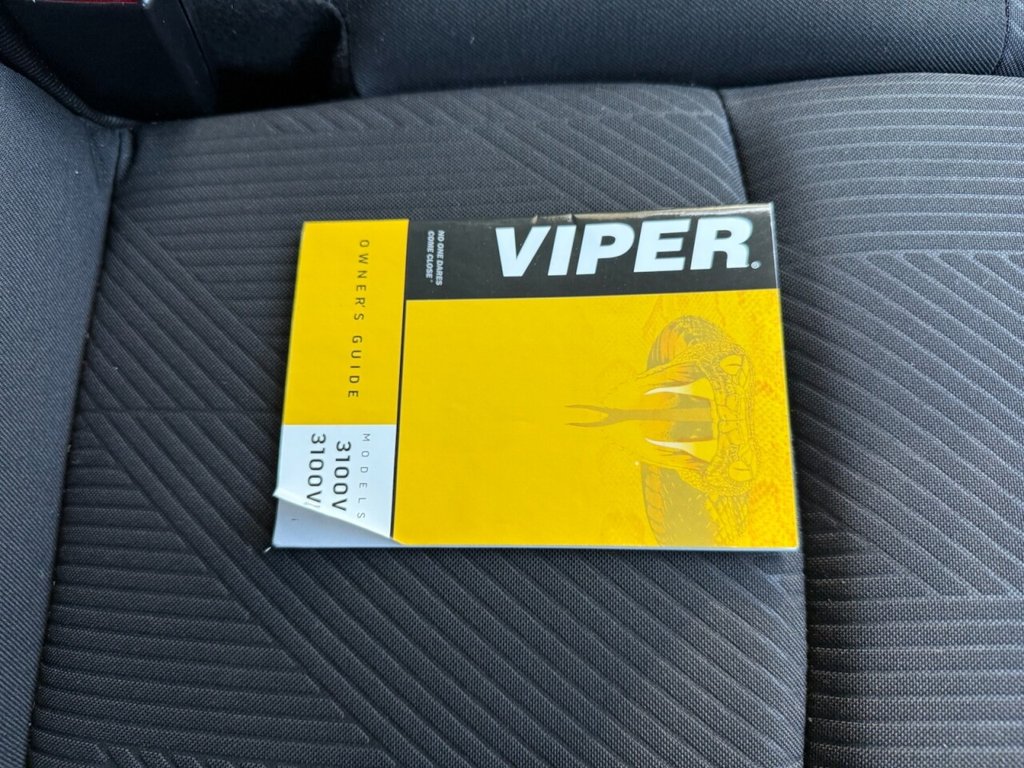 VIPER®
NO ONE DARES
COME CLOSE®
OWNER'S GUIDE
MODELS
3100V
3100V